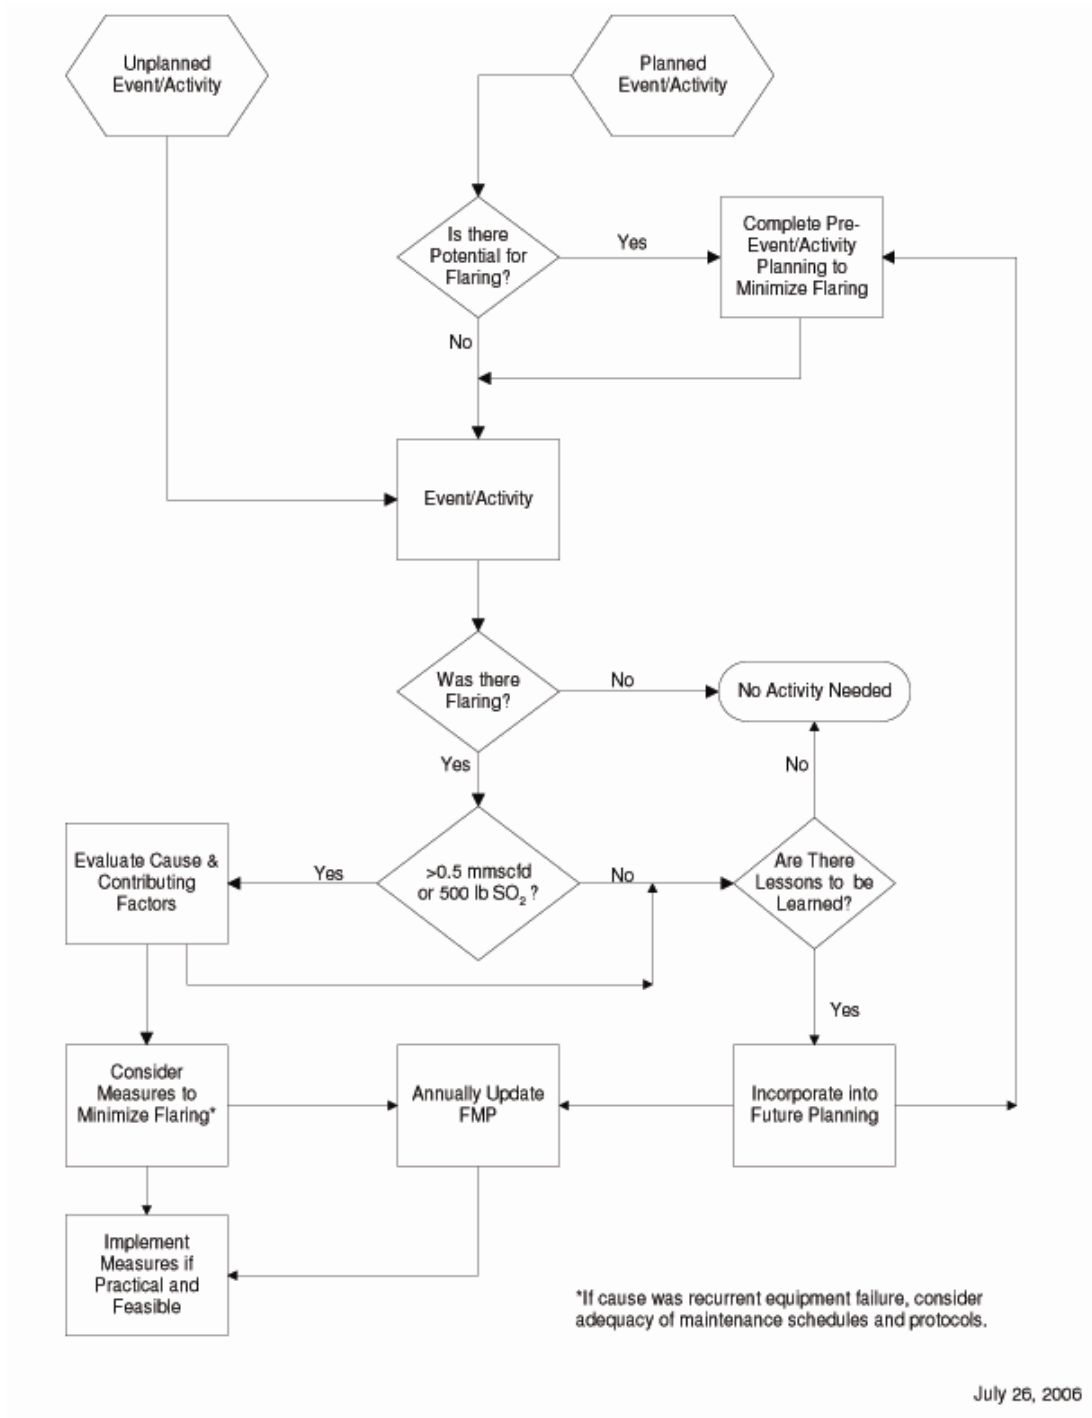 Unplanned
Event/Activity
Planned
Event/Activity
Is there
Potential for
Flaring?
Yes
Complete Pre-
Event/Activity
Planning to
Minimize Flaring
No
Event/Activity
Was there
Flaring?
No
No Activity Needed
Yes
No
Evaluate Cause &
Contributing
Factors
Yes
>0.5 mmscfd
or 500 lb SO₂ ?
No
Are There
Lessons to be
Learned?
Yes
Consider
Measures to
Minimize Flaring*
Annually Update
FMP
Incorporate into
Future Planning
Implement
Measures if
Practical and
Feasible
*If cause was recurrent equipment failure, consider
adequacy of maintenance schedules and protocols.
July 26, 2006